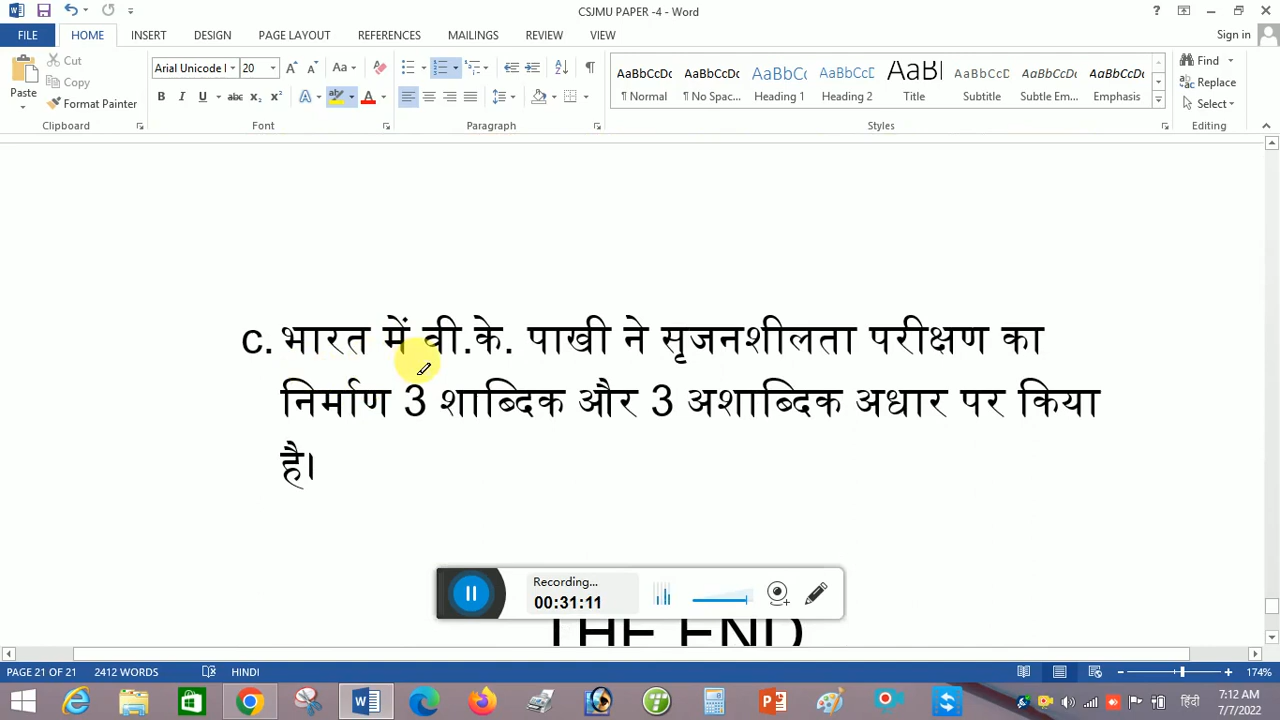 CSJMU PAPER -4 - Word
FILE HOME INSERT DESIGN PAGE LAYOUT REFERENCES MAILINGS REVIEW VIEW Sign in
Cut
Copy
Format Painter
Paste
Arial Unicode 20
AaBbCcDc AaBbCcDc AaBbC AaBbCcD AaBl AaBbCcD AaBbCcDc AaBbCcDc
¶ Normal ¶ No Spac... Heading 1 Heading 2 Title Subtitle Subtle Em... Emphasis
Find
Replace
Select
Clipboard Font Paragraph Styles Editing
c. भारत में वी.के. पाखी ने सृजनशीलता परीक्षण का
निर्माण 3 शाब्दिक और 3 अशाब्दिक अधार पर किया
है।
Recording...
00:31:11
THE END
PAGE 21 OF 21 2412 WORDS HINDI 174%
हिंदी
7:12 AM
7/7/2022